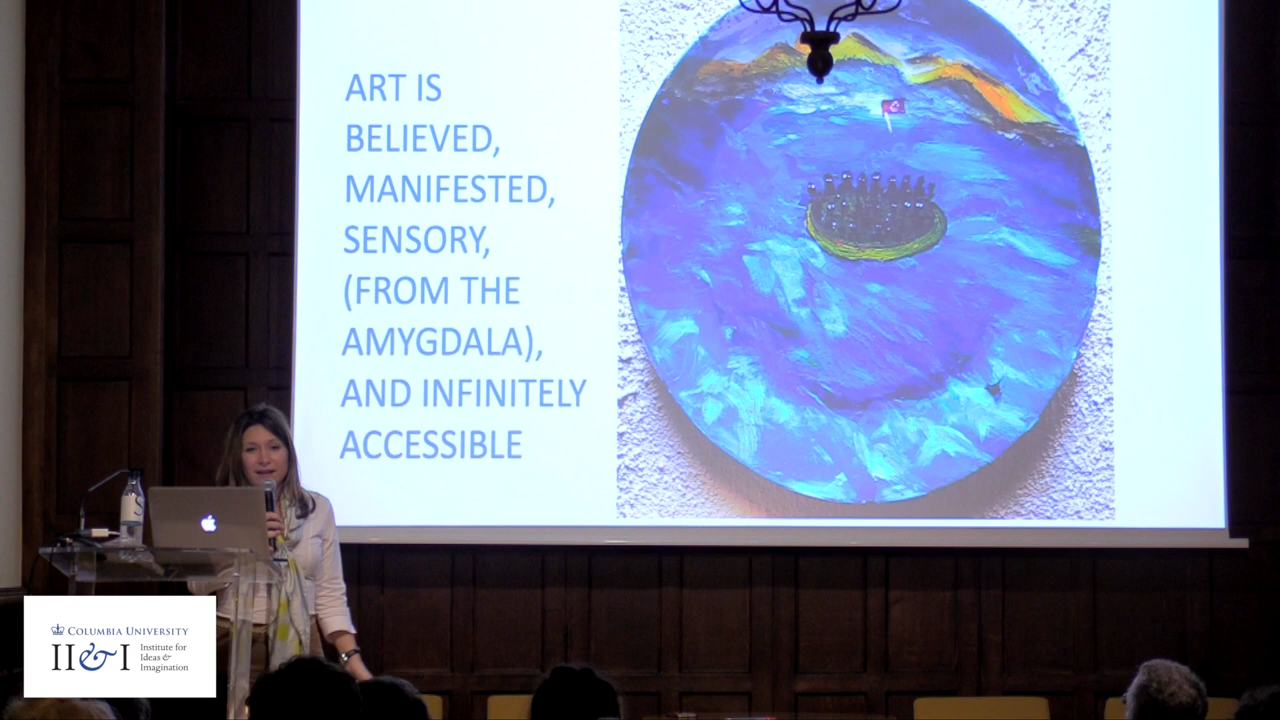 ART IS
BELIEVED,
MANIFESTED,
SENSORY,
(FROM THE
AMYGDALA),
AND INFINITELY
ACCESSIBLE
COLUMBIA UNIVERSITY
II&I
Institute for
Ideas &
Imagination